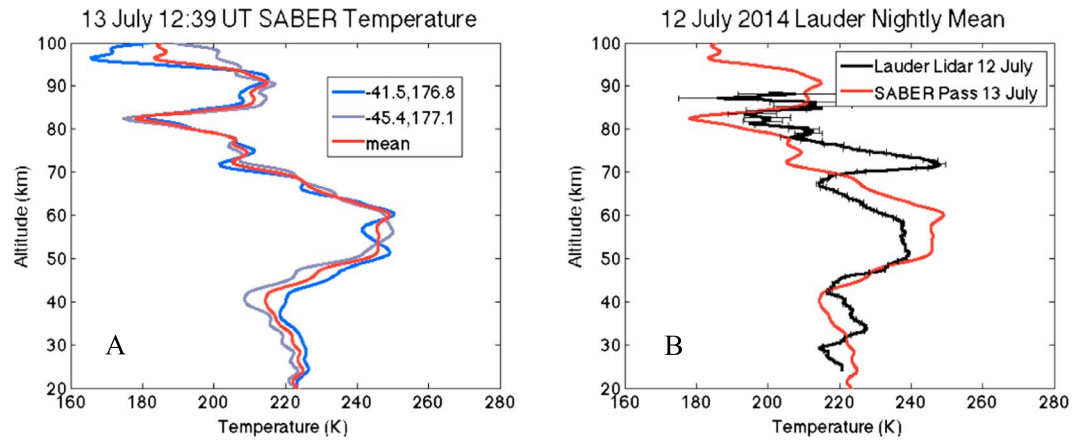 13 July 12:39 UT SABER Temperature
100
90
80
70
60
50
40
30
20
Altitude (km)
-41.5,176.8
-45.4,177.1
mean
A
160 180 200 220 240 260 280
Temperature (K)
12 July 2014 Lauder Nightly Mean
100
90
80
70
60
50
40
30
20
Altitude (km)
Lauder Lidar 12 July
SABER Pass 13 July
B
160 180 200 220 240 260 280
Temperature (K)